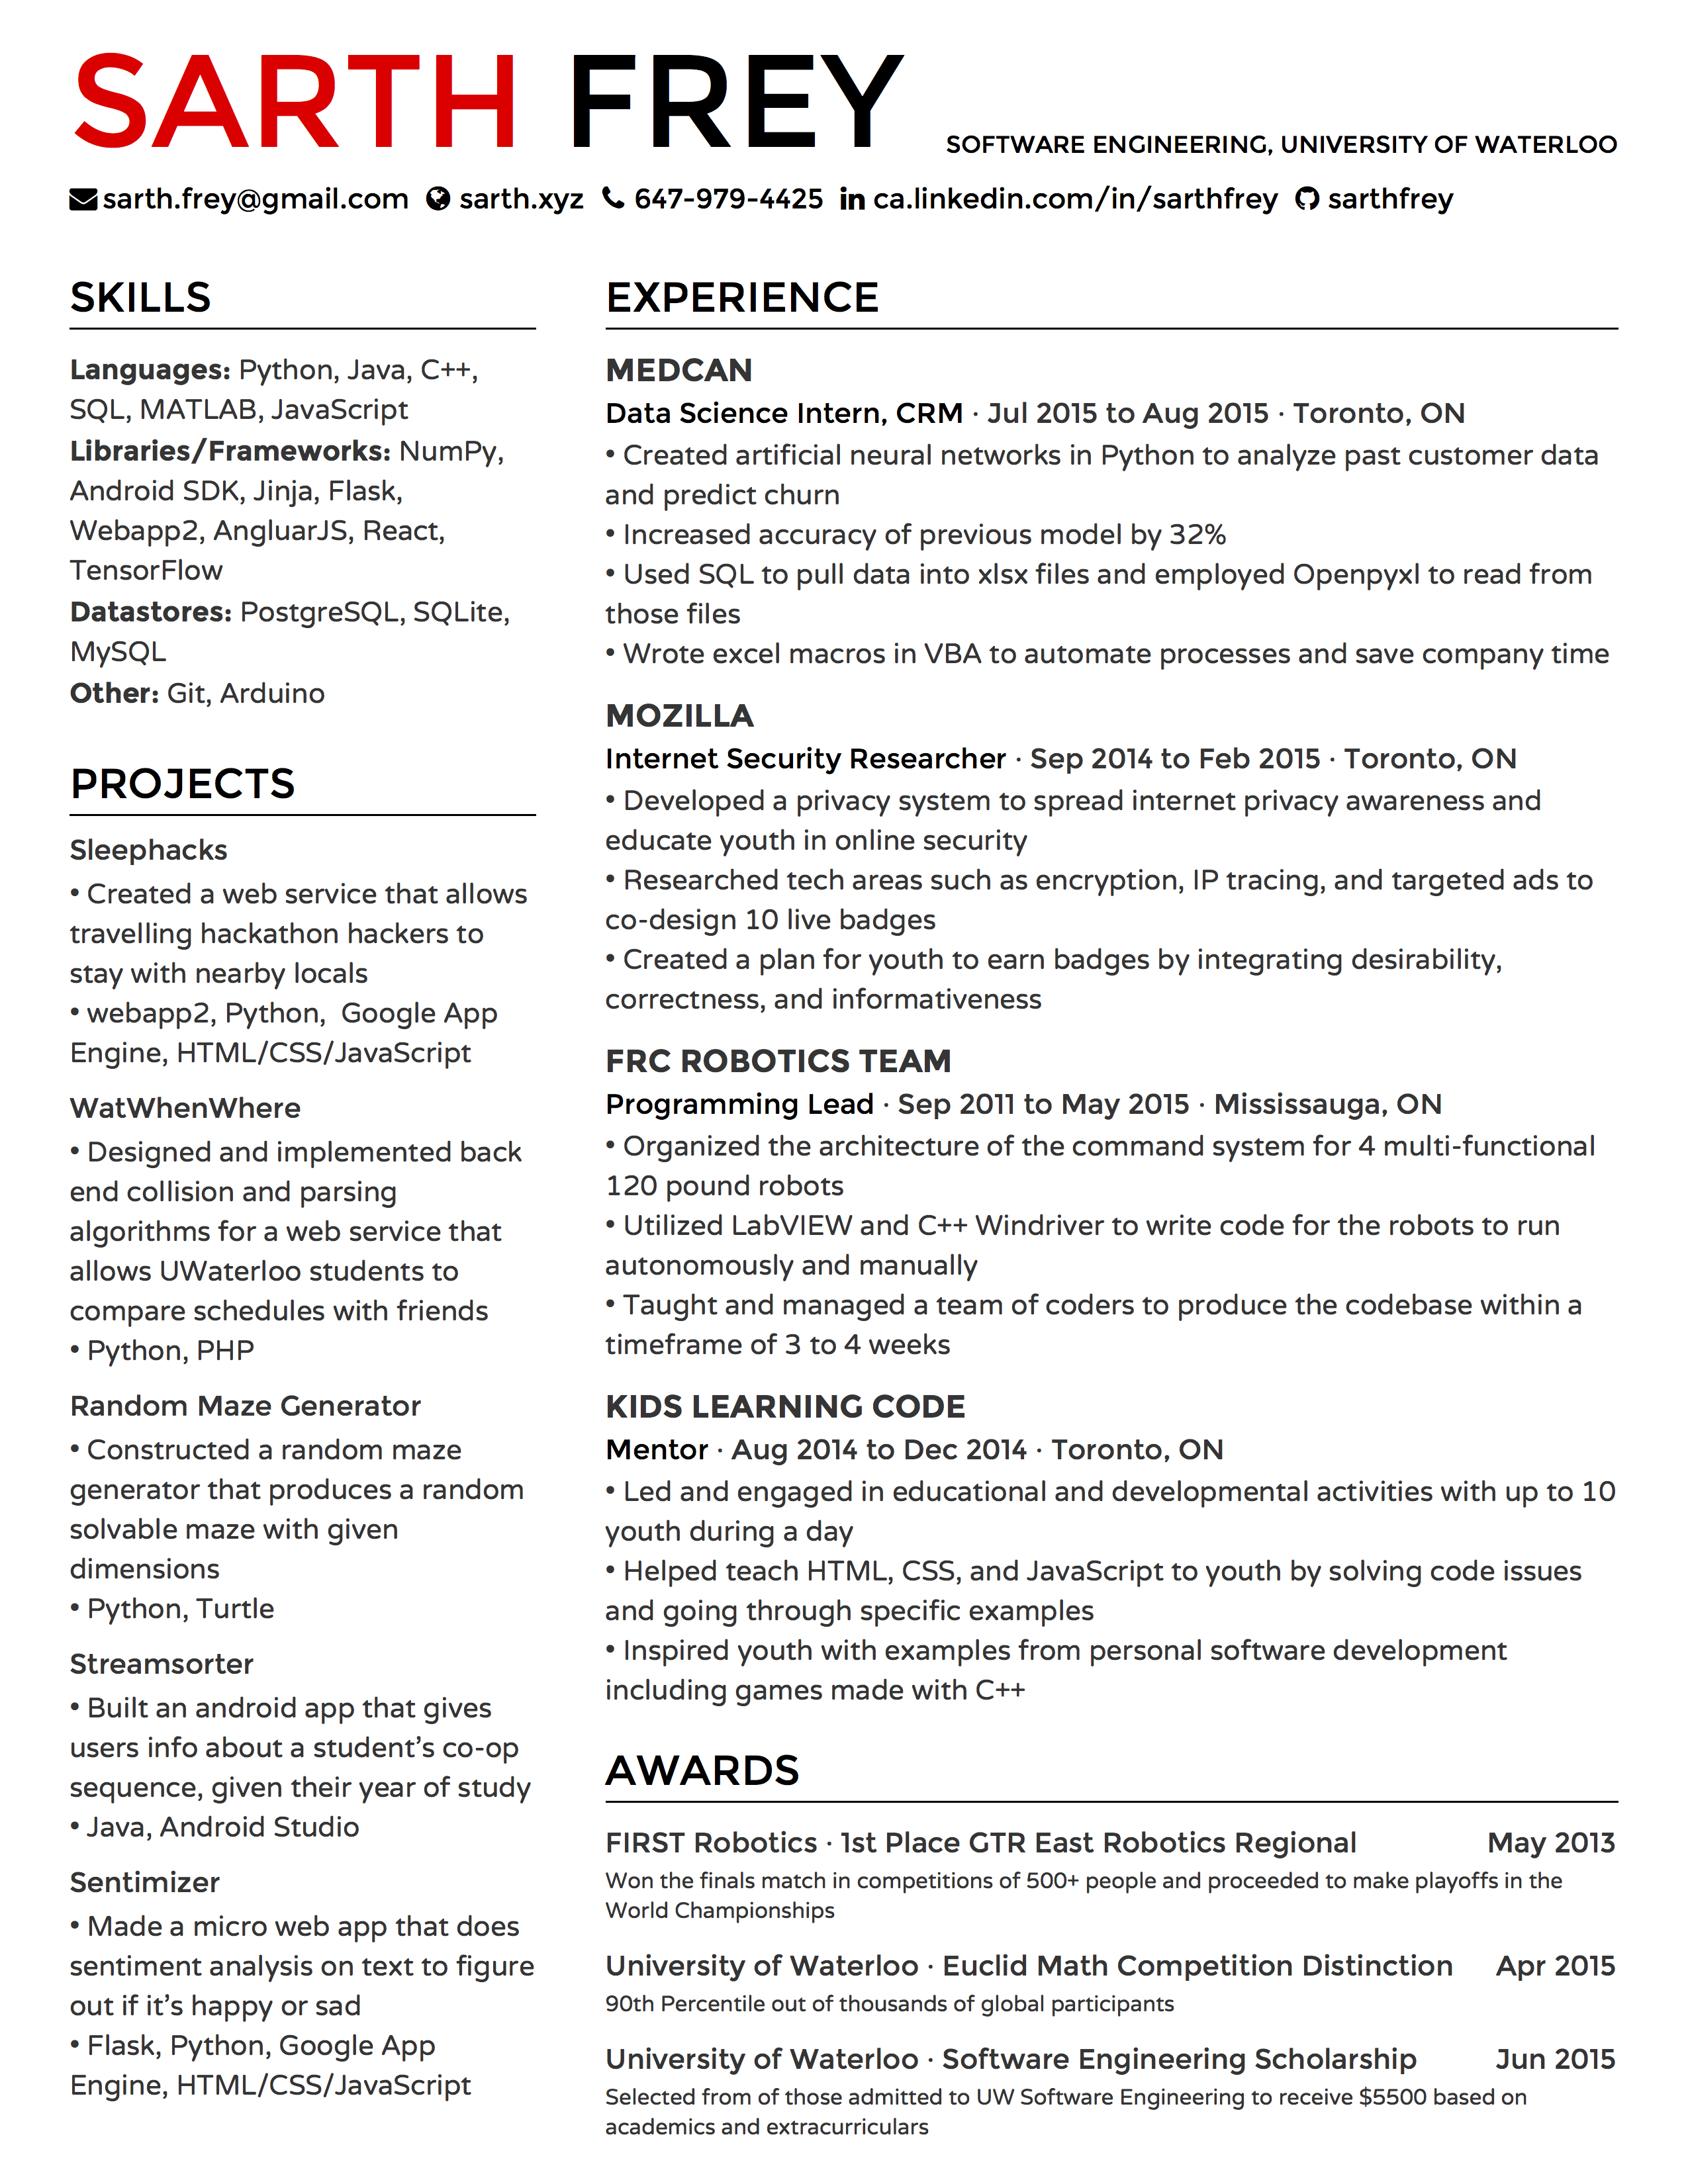 SARTH FREY SOFTWARE ENGINEERING, UNIVERSITY OF WATERLOO
sarth.frey@gmail.com sarth.xyz 647-979-4425 ca.linkedin.com/in/sarthfrey sarthfrey
SKILLS
Languages: Python, Java, C++,
SQL, MATLAB, JavaScript
Libraries/Frameworks: NumPy,
Android SDK, Jinja, Flask,
Webapp2, AngluarJS, React,
TensorFlow
Datastores: PostgreSQL, SQLite,
MySQL
Other: Git, Arduino
PROJECTS
Sleephacks
• Created a web service that allows
travelling hackathon hackers to
stay with nearby locals
• webapp2, Python,  Google App
Engine, HTML/CSS/JavaScript
WatWhenWhere
• Designed and implemented back
end collision and parsing
algorithms for a web service that
allows UWaterloo students to
compare schedules with friends
• Python, PHP
Random Maze Generator
• Constructed a random maze
generator that produces a random
solvable maze with given
dimensions
• Python, Turtle
Streamsorter
• Built an android app that gives
users info about a student’s co-op
sequence, given their year of study
• Java, Android Studio
Sentimizer
• Made a micro web app that does
sentiment analysis on text to figure
out if it’s happy or sad
• Flask, Python, Google App
Engine, HTML/CSS/JavaScript
EXPERIENCE
MEDCAN
Data Science Intern, CRM · Jul 2015 to Aug 2015 · Toronto, ON
• Created artificial neural networks in Python to analyze past customer data
and predict churn
• Increased accuracy of previous model by 32%
• Used SQL to pull data into xlsx files and employed Openpyxl to read from
those files
• Wrote excel macros in VBA to automate processes and save company time
MOZILLA
Internet Security Researcher · Sep 2014 to Feb 2015 · Toronto, ON
• Developed a privacy system to spread internet privacy awareness and
educate youth in online security
• Researched tech areas such as encryption, IP tracing, and targeted ads to
co-design 10 live badges
• Created a plan for youth to earn badges by integrating desirability,
correctness, and informativeness
FRC ROBOTICS TEAM
Programming Lead · Sep 2011 to May 2015 · Mississauga, ON
• Organized the architecture of the command system for 4 multi-functional
120 pound robots
• Utilized LabVIEW and C++ Windriver to write code for the robots to run
autonomously and manually
• Taught and managed a team of coders to produce the codebase within a
timeframe of 3 to 4 weeks
KIDS LEARNING CODE
Mentor · Aug 2014 to Dec 2014 · Toronto, ON
• Led and engaged in educational and developmental activities with up to 10
youth during a day
• Helped teach HTML, CSS, and JavaScript to youth by solving code issues
and going through specific examples
• Inspired youth with examples from personal software development
including games made with C++
AWARDS
FIRST Robotics · 1st Place GTR East Robotics Regional May 2013
Won the finals match in competitions of 500+ people and proceeded to make playoffs in the
World Championships
University of Waterloo · Euclid Math Competition Distinction Apr 2015
90th Percentile out of thousands of global participants
University of Waterloo · Software Engineering Scholarship Jun 2015
Selected from of those admitted to UW Software Engineering to receive $5500 based on
academics and extracurriculars